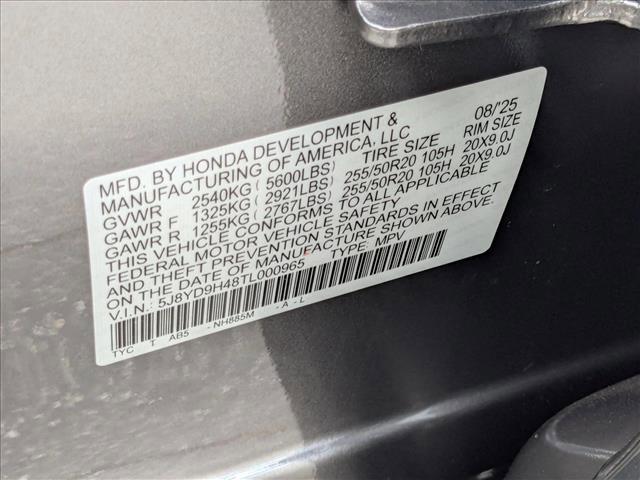 MFD. BY HONDA DEVELOPMENT & 08/'25
MANUFACTURING OF AMERICA, LLC TIRE SIZE RIM SIZE
GVWR 2540KG (5600LBS)
GAWR F 1325KG (2921LBS) 255/50R20 105H 20X9.0J
GAWR R 1255KG (2767LBS) 255/50R20 105H 20X9.0J
THIS VEHICLE CONFORMS TO ALL APPLICABLE
FEDERAL MOTOR VEHICLE SAFETY
AND THEFT PREVENTION STANDARDS IN EFFECT
ON THE DATE OF MANUFACTURE SHOWN ABOVE.
V.I.N.: 5J8YD9H48TL000965 TYPE: MPV
TYC T AB5 -NH885M -A -L